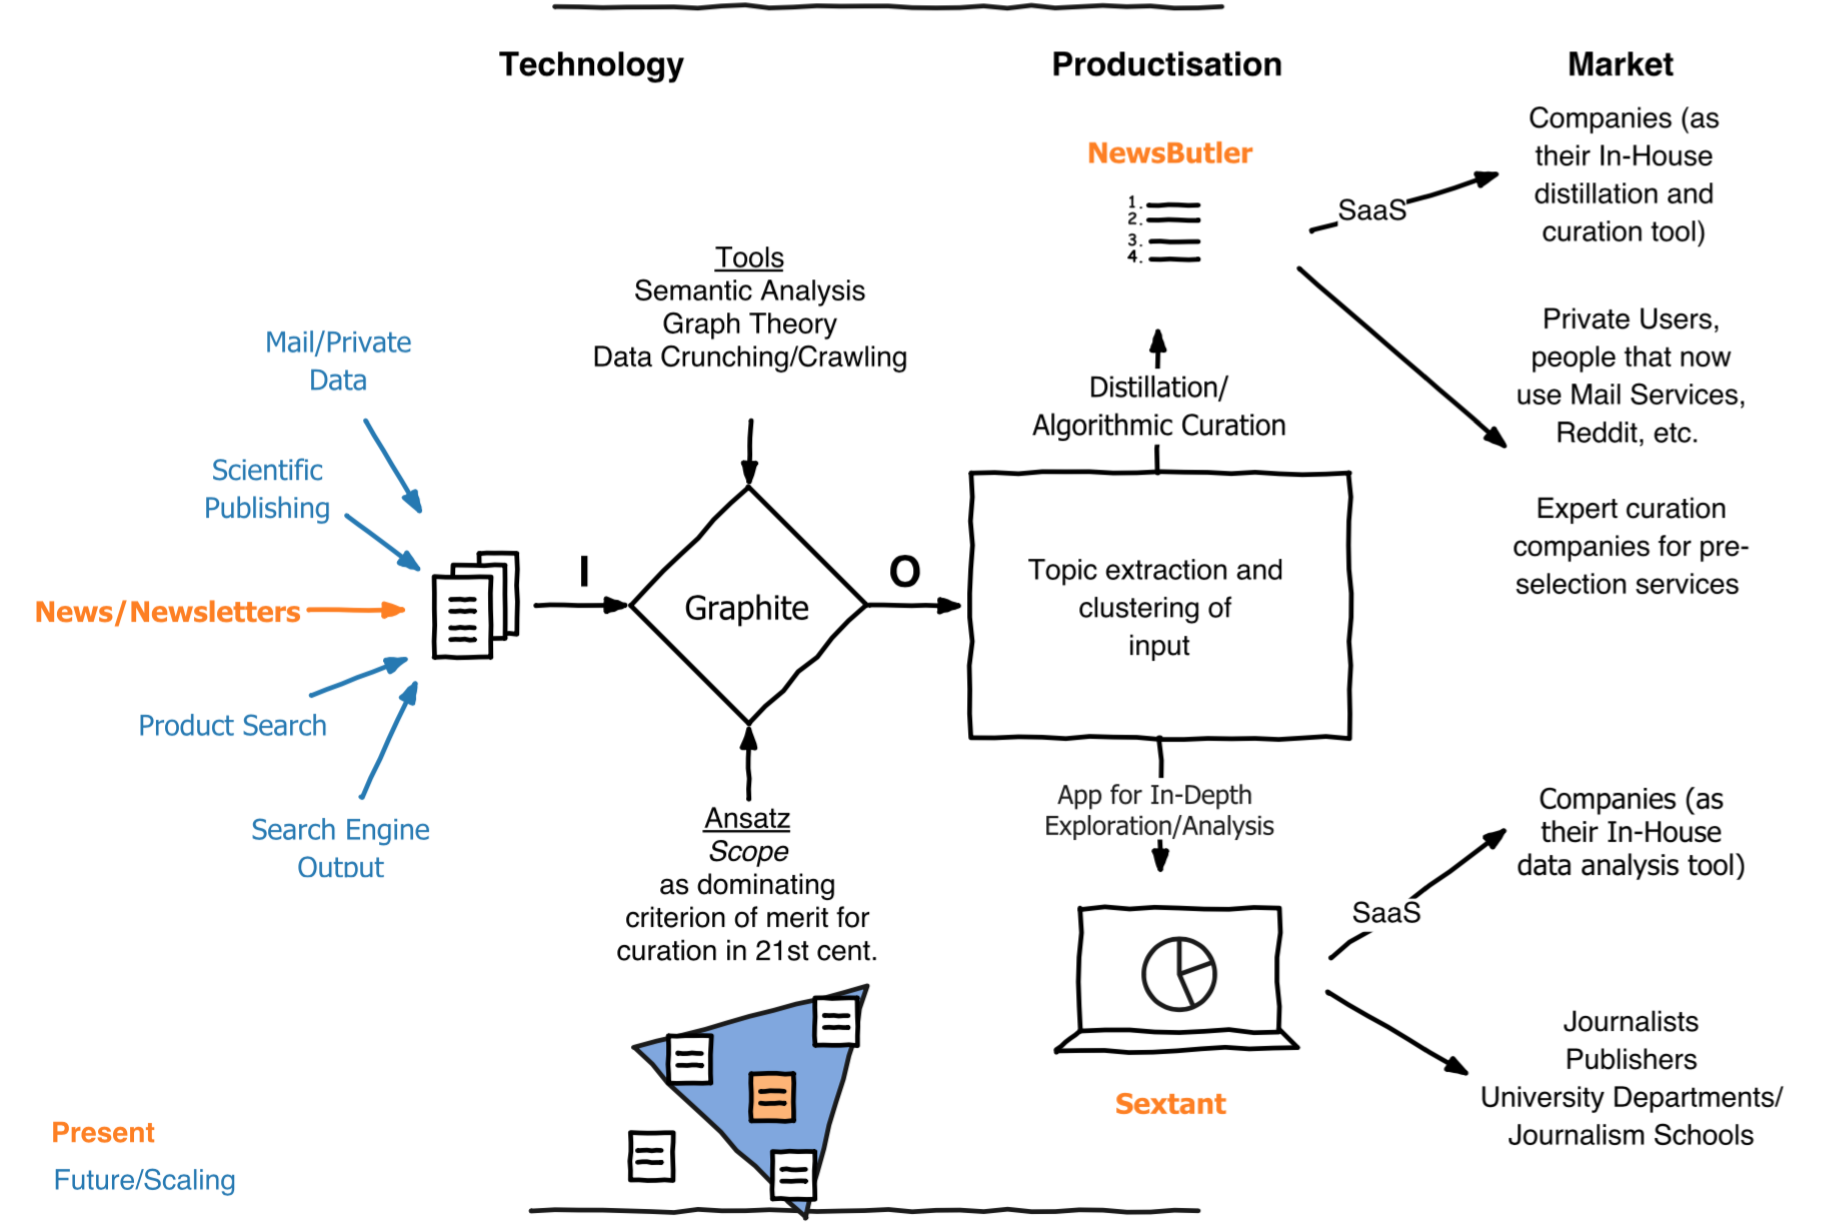 Technology
Productisation
Market
Mail/Private
Data
Scientific
Publishing
News/Newsletters
Product Search
Search Engine
Output
I
Tools
Semantic Analysis
Graph Theory
Data Crunching/Crawling
Graphite
Ansatz
Scope
as dominating
criterion of merit for
curation in 21st cent.
O
NewsButler
1.
2.
3.
4.
Distillation/
Algorithmic Curation
Topic extraction and
clustering of
input
App for In-Depth
Exploration/Analysis
Sextant
SaaS
Companies (as
their In-House
distillation and
curation tool)
Private Users,
people that now
use Mail Services,
Reddit, etc.
Expert curation
companies for pre-
selection services
SaaS
Companies (as
their In-House
data analysis tool)
Journalists
Publishers
University Departments/
Journalism Schools
Present
Future/Scaling